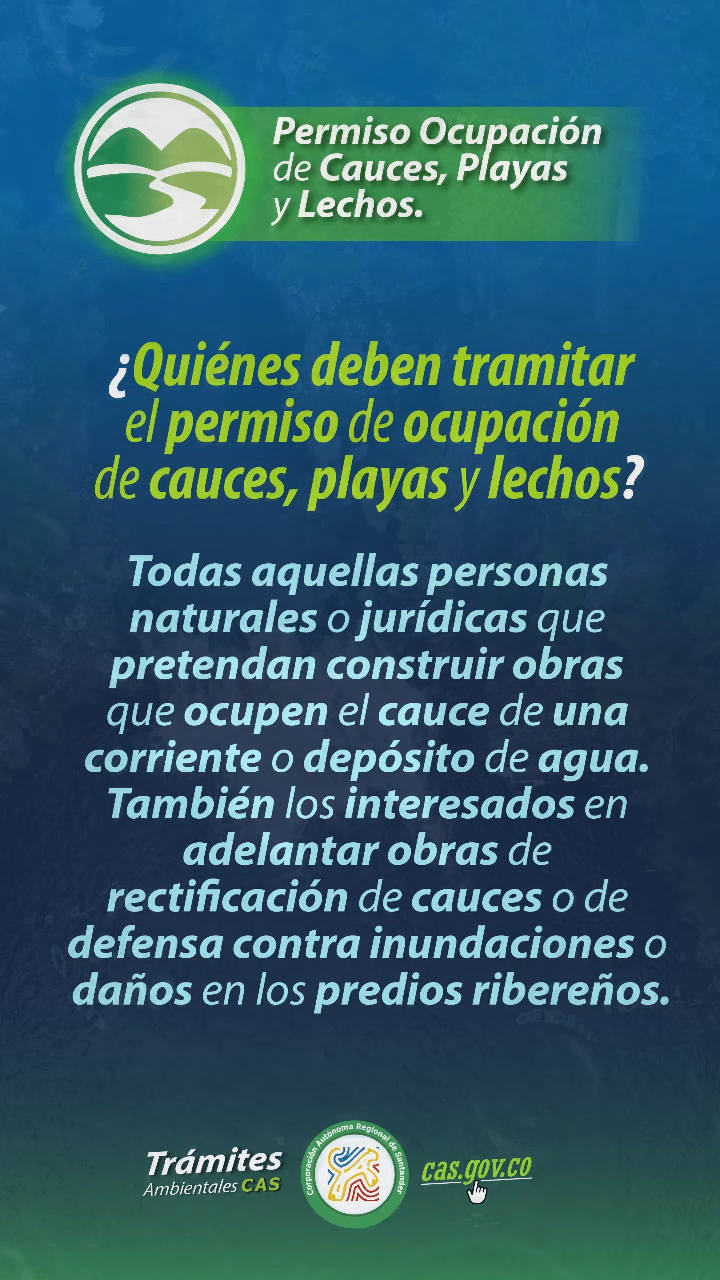 Permiso Ocupación
de Cauces, Playas
y Lechos.
¿Quiénes deben tramitar
el permiso de ocupación
de cauces, playas y lechos?
Todas aquellas personas
naturales o jurídicas que
pretendan construir obras
que ocupen el cauce de una
corriente o depósito de agua.
También los interesados en
adelantar obras de
rectificación de cauces o de
defensa contra inundaciones o
daños en los predios ribereños.
Trámites
Ambientales CAS
Corporación Autónoma Regional de Santander
cas.gov.co